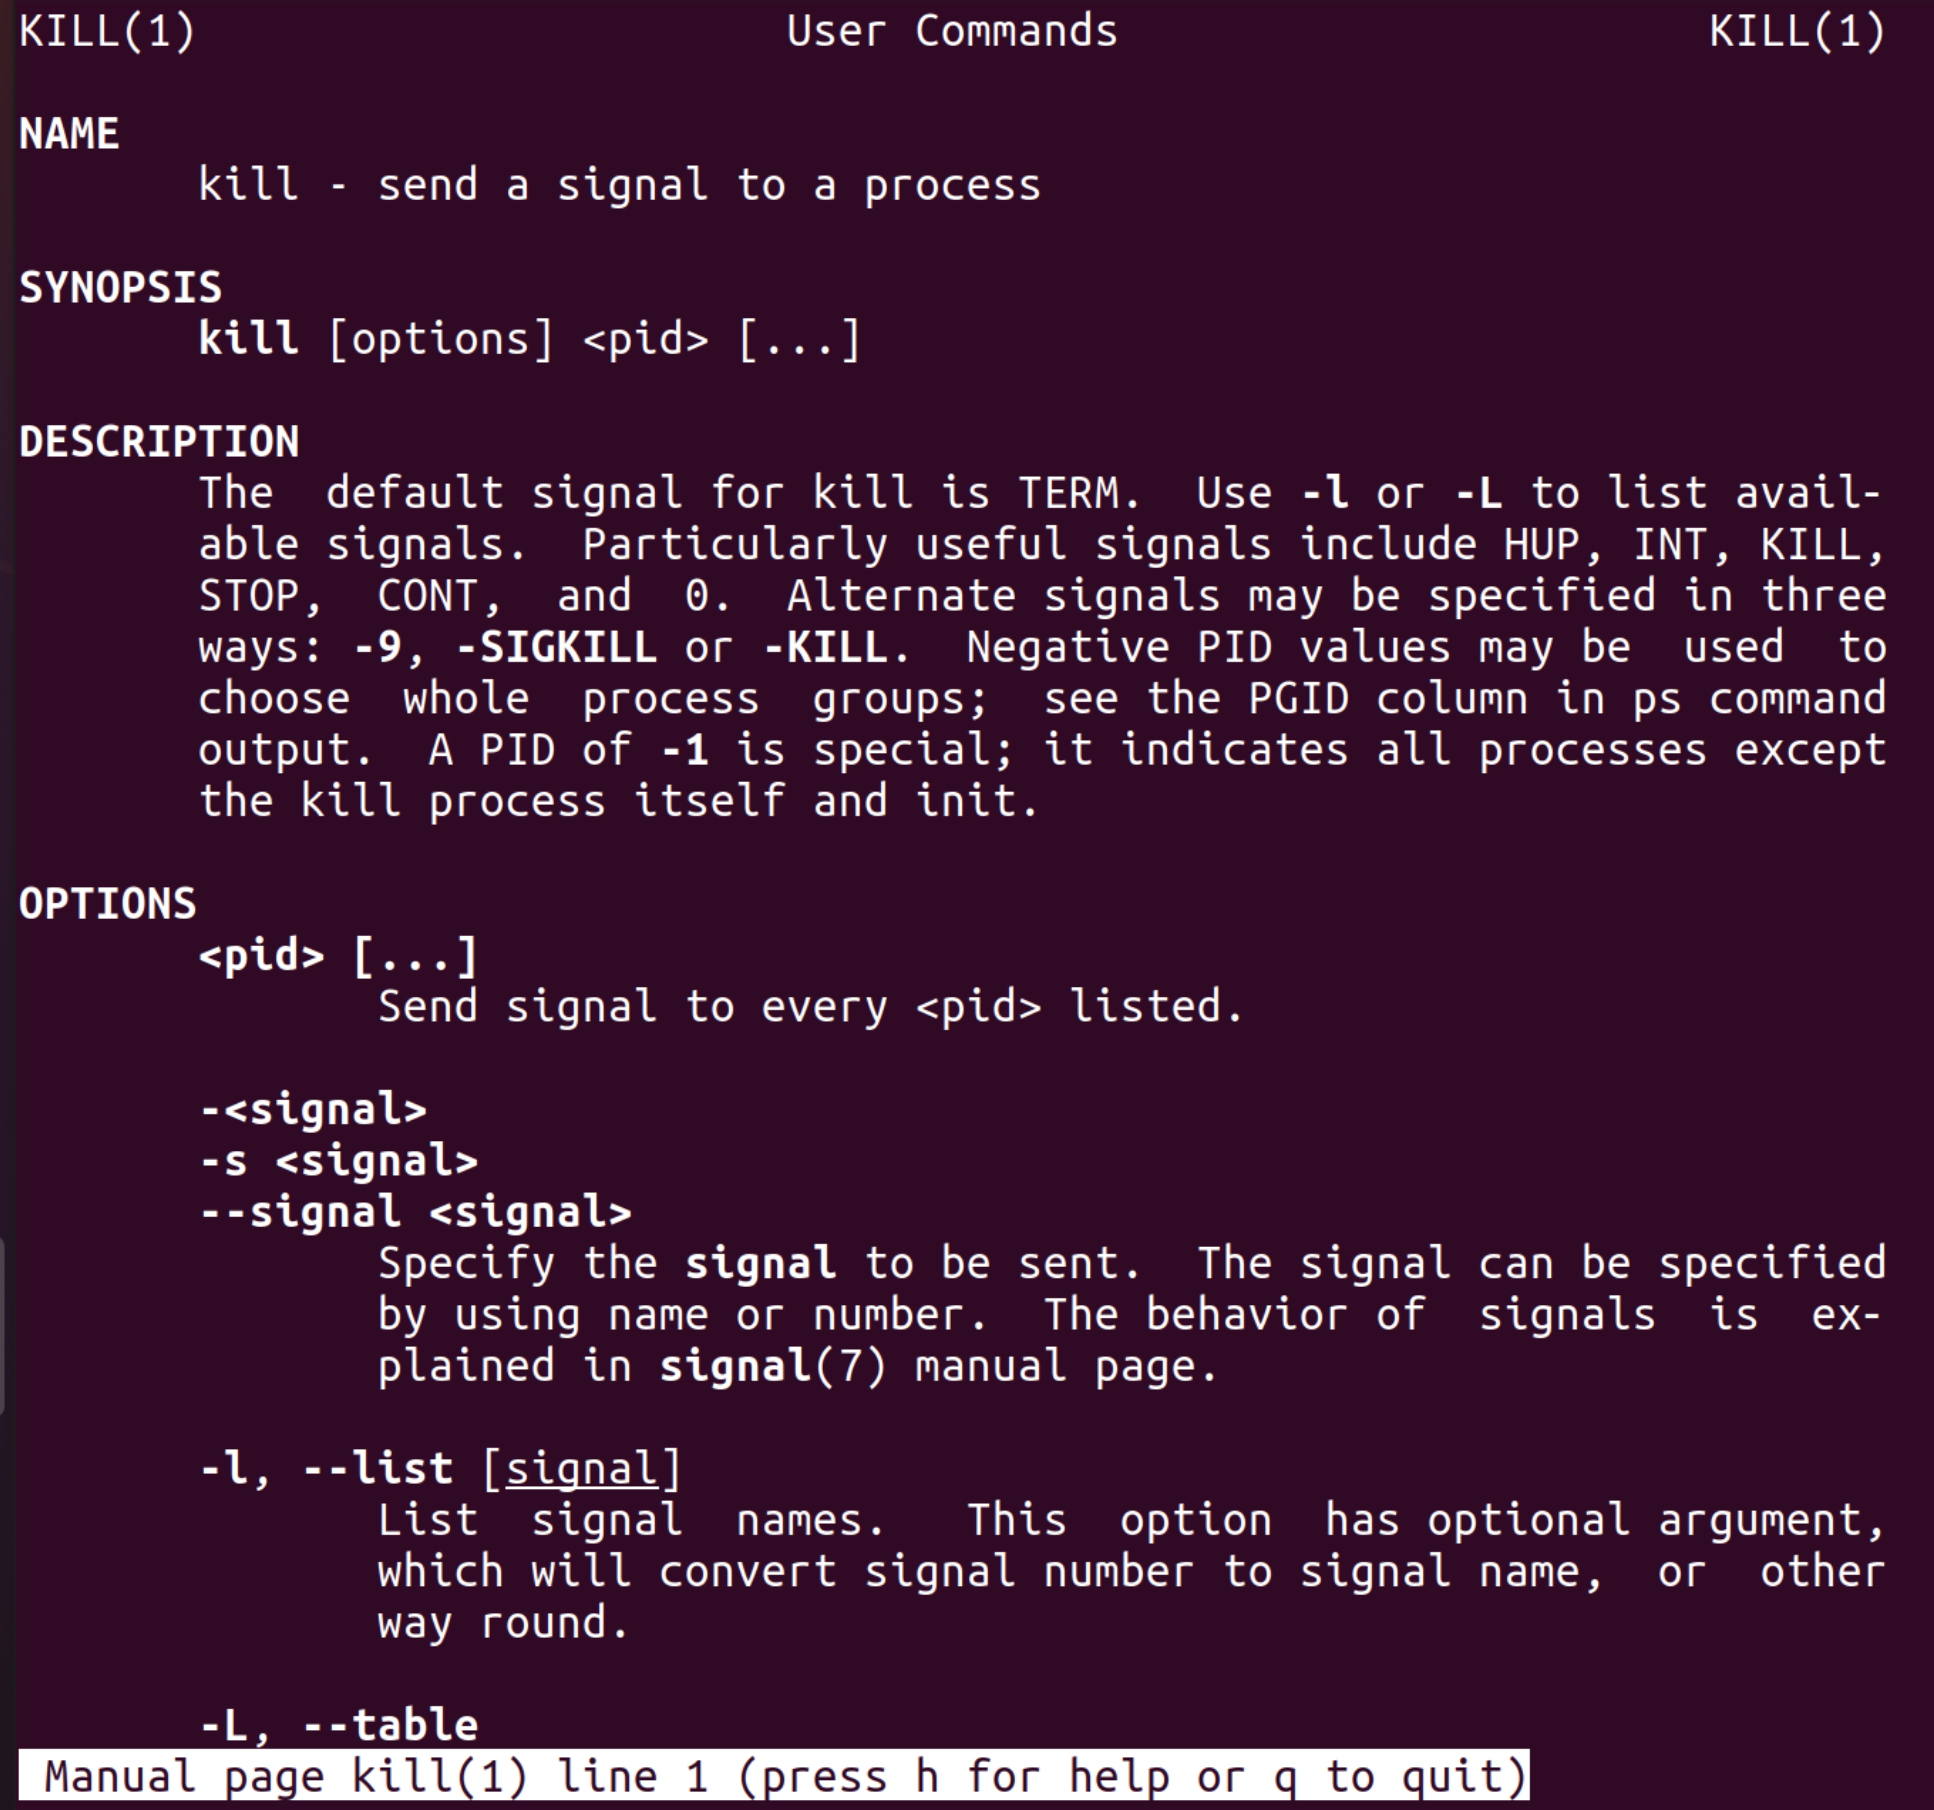 KILL(1) User Commands KILL(1)
NAME
kill - send a signal to a process
SYNOPSIS
kill [options] <pid> [...]
DESCRIPTION
The default signal for kill is TERM. Use -l or -L to list avail-
able signals. Particularly useful signals include HUP, INT, KILL,
STOP, CONT, and 0. Alternate signals may be specified in three
ways: -9, -SIGKILL or -KILL. Negative PID values may be used to
choose whole process groups; see the PGID column in ps command
output. A PID of -1 is special; it indicates all processes except
the kill process itself and init.
OPTIONS
<pid> [...]
Send signal to every <pid> listed.
-<signal>
-s <signal>
--signal <signal>
Specify the signal to be sent. The signal can be specified
by using name or number. The behavior of signals is ex-
plained in signal(7) manual page.
-l, --list [signal]
List signal names. This option has optional argument,
which will convert signal number to signal name, or other
way round.
-L, --table
Manual page kill(1) line 1 (press h for help or q to quit)